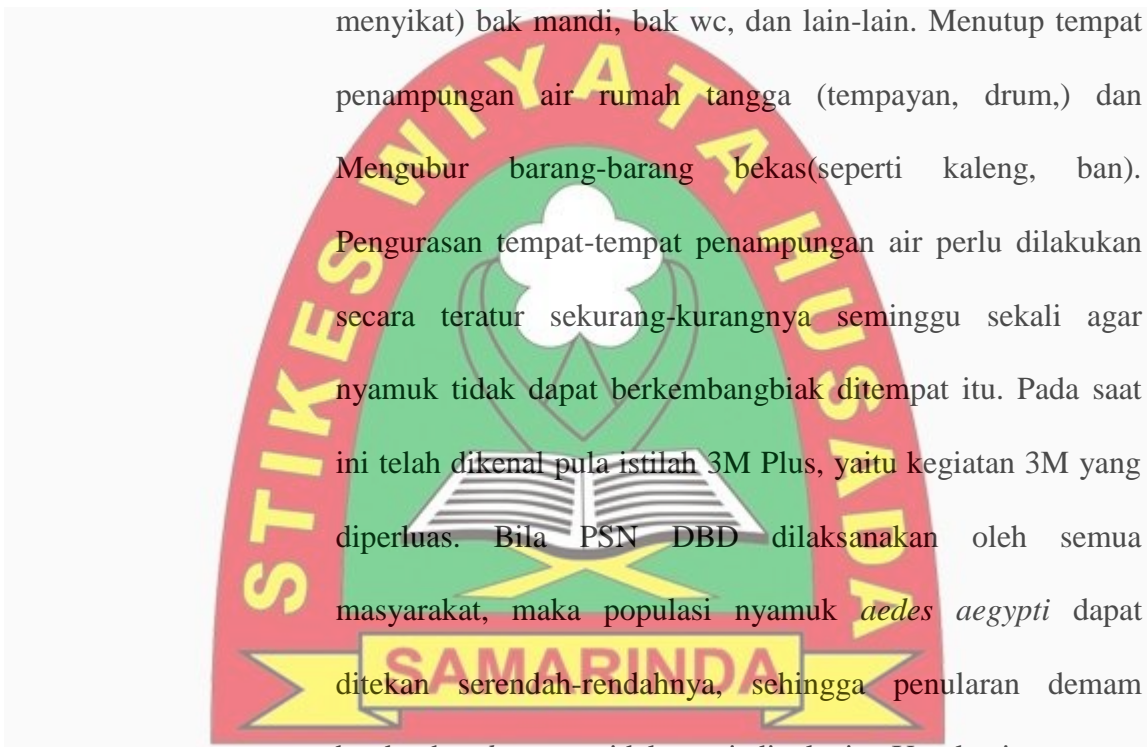 menyikat) bak mandi, bak wc, dan lain-lain. Menutup tempat
penampungan air rumah tangga (tempayan, drum,) dan
Mengubur barang-barang bekas(seperti kaleng, ban).
Pengurasan tempat-tempat penampungan air perlu dilakukan
secara teratur sekurang-kurangnya seminggu sekali agar
nyamuk tidak dapat berkembangbiak ditempat itu. Pada saat
ini telah dikenal pula istilah 3M Plus, yaitu kegiatan 3M yang
diperluas. Bila PSN DBD dilaksanakan oleh semua
masyarakat, maka populasi nyamuk aedes aegypti dapat
ditekan serendah-rendahnya, sehingga penularan demam
STIKES WIYATA HUSADA
SAMARINDA